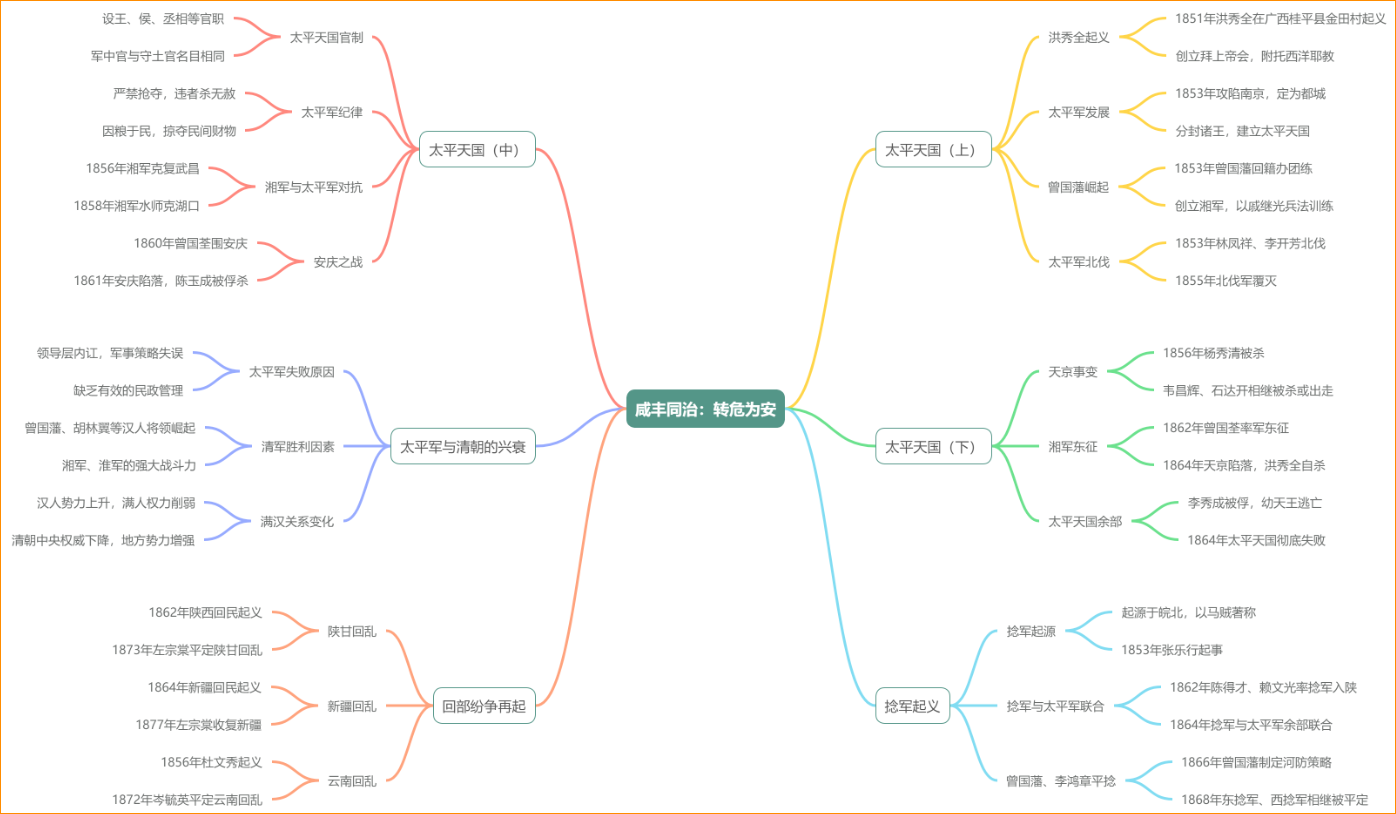 咸丰同治：转危为安
太平天国（上）
洪秀全起义
1851年洪秀全在广西桂平县金田村起义
创立拜上帝会，附托西洋耶教
太平军发展
1853年攻陷南京，定为都城
分封诸王，建立太平天国
曾国藩崛起
1853年曾国藩回籍办团练
创立湘军，以戚继光兵法训练
太平军北伐
1853年林凤祥、李开芳北伐
1855年北伐军覆灭
太平天国（中）
太平天国官制
设王、侯、丞相等官职
军中官与守土官名目相同
太平军纪律
严禁抢夺，违者杀无赦
因粮于民，掠夺民间财物
湘军与太平军对抗
1856年湘军克复武昌
1858年湘军水师克湖口
安庆之战
1860年曾国荃围安庆
1861年安庆陷落，陈玉成被俘杀
太平天国（下）
天京事变
1856年杨秀清被杀
韦昌辉、石达开相继被杀或出走
湘军东征
1862年曾国荃率军东征
1864年天京陷落，洪秀全自杀
太平天国余部
李秀成被俘，幼天王逃亡
1864年太平天国彻底失败
捻军起义
捻军起源
起源于皖北，以马贼著称
1853年张乐行起事
捻军与太平军联合
1862年陈得才、赖文光率捻军入陕
1864年捻军与太平军余部联合
曾国藩、李鸿章平捻
1866年曾国藩制定河防策略
1868年东捻军、西捻军相继被平定
太平军与清朝的兴衰
太平军失败原因
领导层内讧，军事策略失误
缺乏有效的民政管理
清军胜利因素
曾国藩、胡林翼等汉人将领崛起
湘军、淮军的强大战斗力
满汉关系变化
汉人势力上升，满人权力削弱
清朝中央权威下降，地方势力增强
回部纷争再起
陕甘回乱
1862年陕西回民起义
1873年左宗棠平定陕甘回乱
新疆回乱
1864年新疆回民起义
1877年左宗棠收复新疆
云南回乱
1856年杜文秀起义
1872年岑毓英平定云南回乱